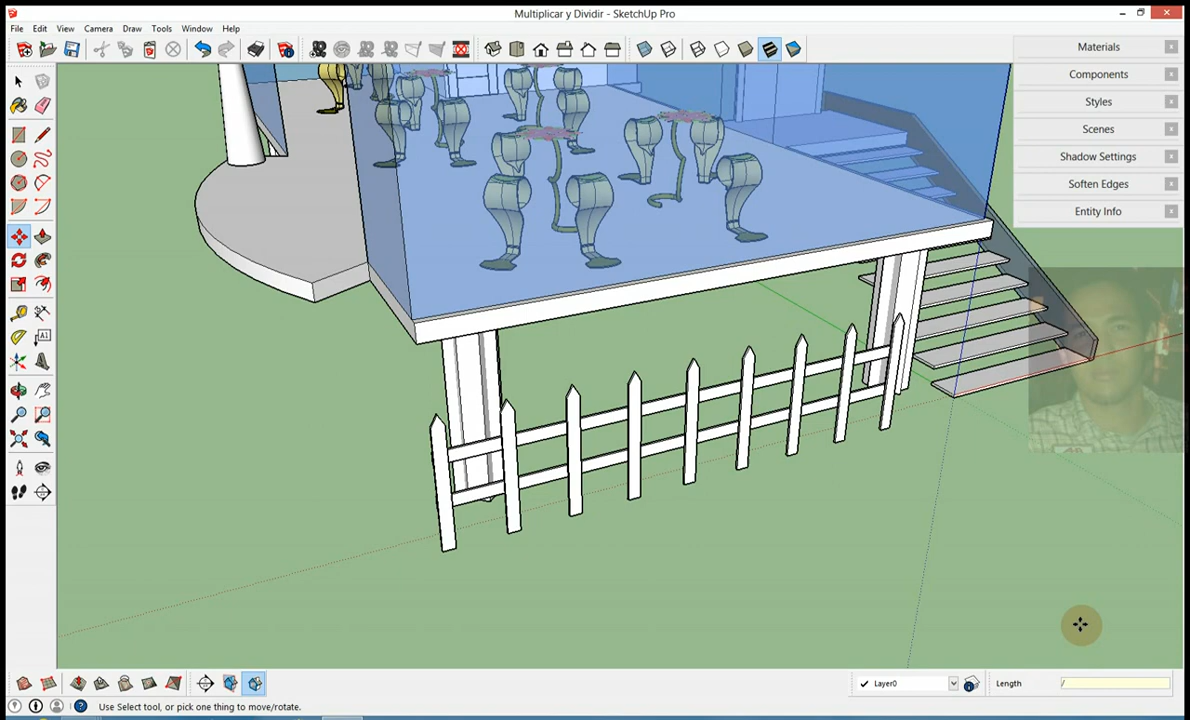 Multiplicar y Dividir - SketchUp Pro
File Edit View Camera Draw Tools Window Help
Materials
Components
Styles
Scenes
Shadow Settings
Soften Edges
Entity Info
A1
Layer0
Length /
Use Select tool, or pick one thing to move/rotate.